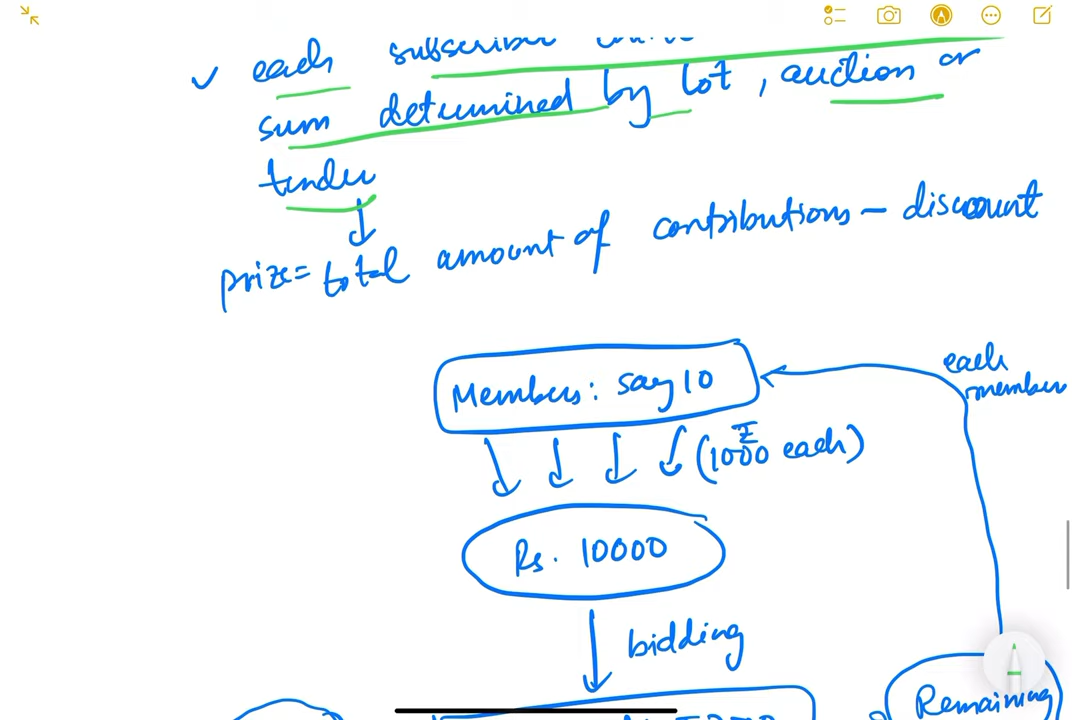 ✓ each subscriber
sum determined by lot, auction or
tender
prize = total amount of contributions - discount
Members: say 10
each
member
(1000 each)
Rs. 10000
bidding
Remaining